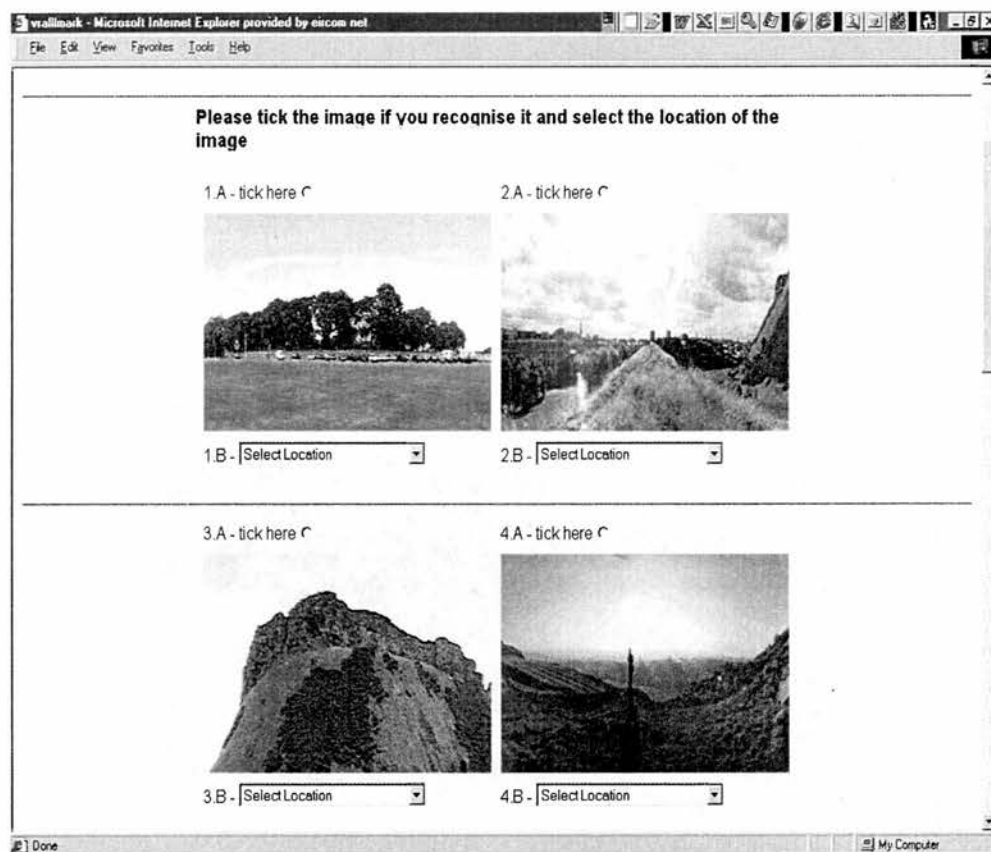 vrallmark - Microsoft Internet Explorer provided by eircom net
File Edit View Favorites Tools Help
Please tick the image if you recognise it and select the location of the
image
1.A - tick here 2.A - tick here
1.B - Select Location 2.B - Select Location
3.A - tick here 4.A - tick here
3.B - Select Location 4.B - Select Location
Done My Computer